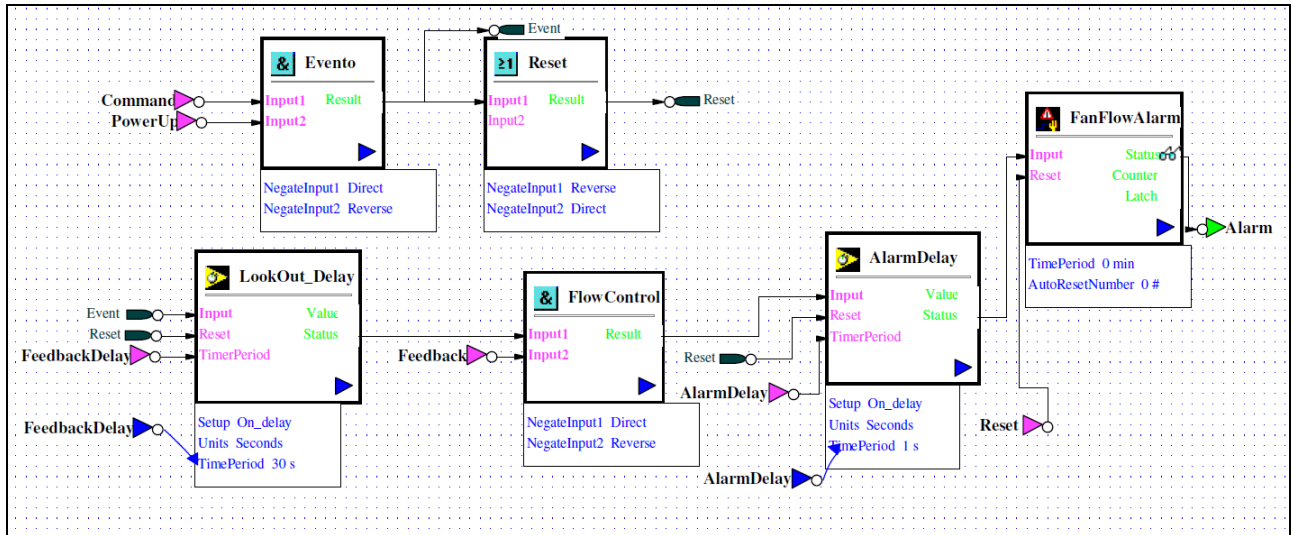 Event
& Evento
≥1 Reset
Command
Input1 Result
Input1 Result
Reset
PowerUp
Input2
Input2
NegateInput1 Direct
NegateInput2 Reverse
NegateInput1 Reverse
NegateInput2 Direct
FanFlowAlarm
Input Status
Reset Counter
Latch
Alarm
TimePeriod 0 min
AutoResetNumber 0 #
LookOut_Delay
Event
Input Value
Reset
Reset Status
FeedbackDelay
TimerPeriod
FeedbackDelay
Setup On_delay
Units Seconds
TimePeriod 30 s
& FlowControl
Input1 Result
Feedback
Input2
NegateInput1 Direct
NegateInput2 Reverse
AlarmDelay
Input Value
Reset Status
TimerPeriod
Reset
AlarmDelay
Setup On_delay
Units Seconds
TimePeriod 1 s
AlarmDelay
Reset